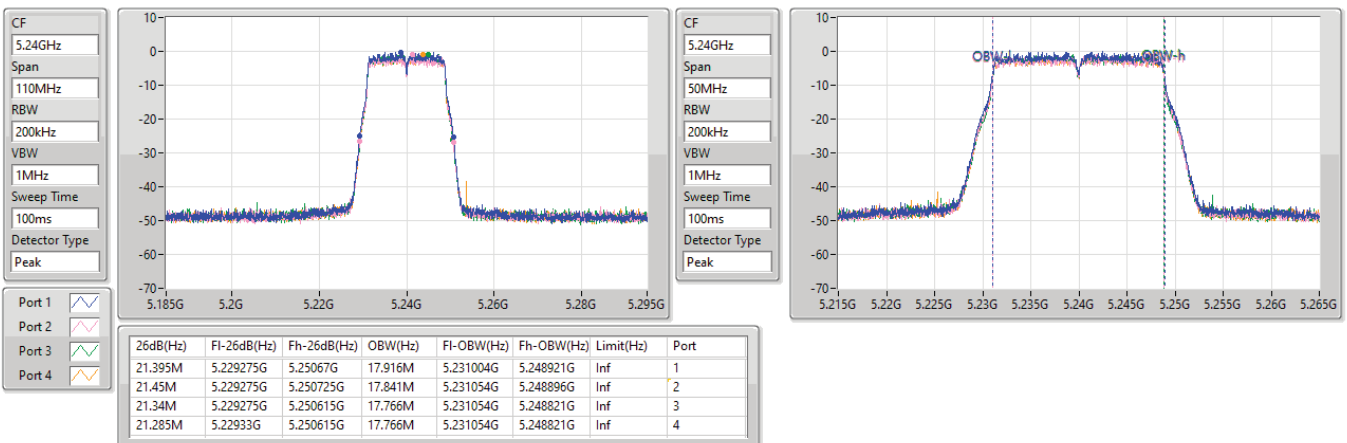 CF
5.24GHz
Span
110MHz
RBW
200kHz
VBW
1MHz
Sweep Time
100ms
Detector Type
Peak
10
0
-10
-20
-30
-40
-50
-60
-70
5.185G 5.2G 5.22G 5.24G 5.26G 5.28G 5.295G
CF
5.24GHz
Span
50MHz
RBW
200kHz
VBW
1MHz
Sweep Time
100ms
Detector Type
Peak
10
0
-10
-20
-30
-40
-50
-60
-70
OBW-h
5.215G 5.22G 5.225G 5.23G 5.235G 5.24G 5.245G 5.25G 5.255G 5.26G 5.265G
Port 1
Port 2
Port 3
Port 4
26dB(Hz) Fl-26dB(Hz) Fh-26dB(Hz) OBW(Hz) Fl-OBW(Hz) Fh-OBW(Hz) Limit(Hz) Port
21.395M 5.229275G 5.25067G 17.916M 5.231004G 5.248921G Inf 1
21.45M 5.229275G 5.250725G 17.841M 5.231054G 5.248896G Inf 2
21.34M 5.229275G 5.250615G 17.766M 5.231054G 5.248821G Inf 3
21.285M 5.22933G 5.250615G 17.766M 5.231054G 5.248821G Inf 4